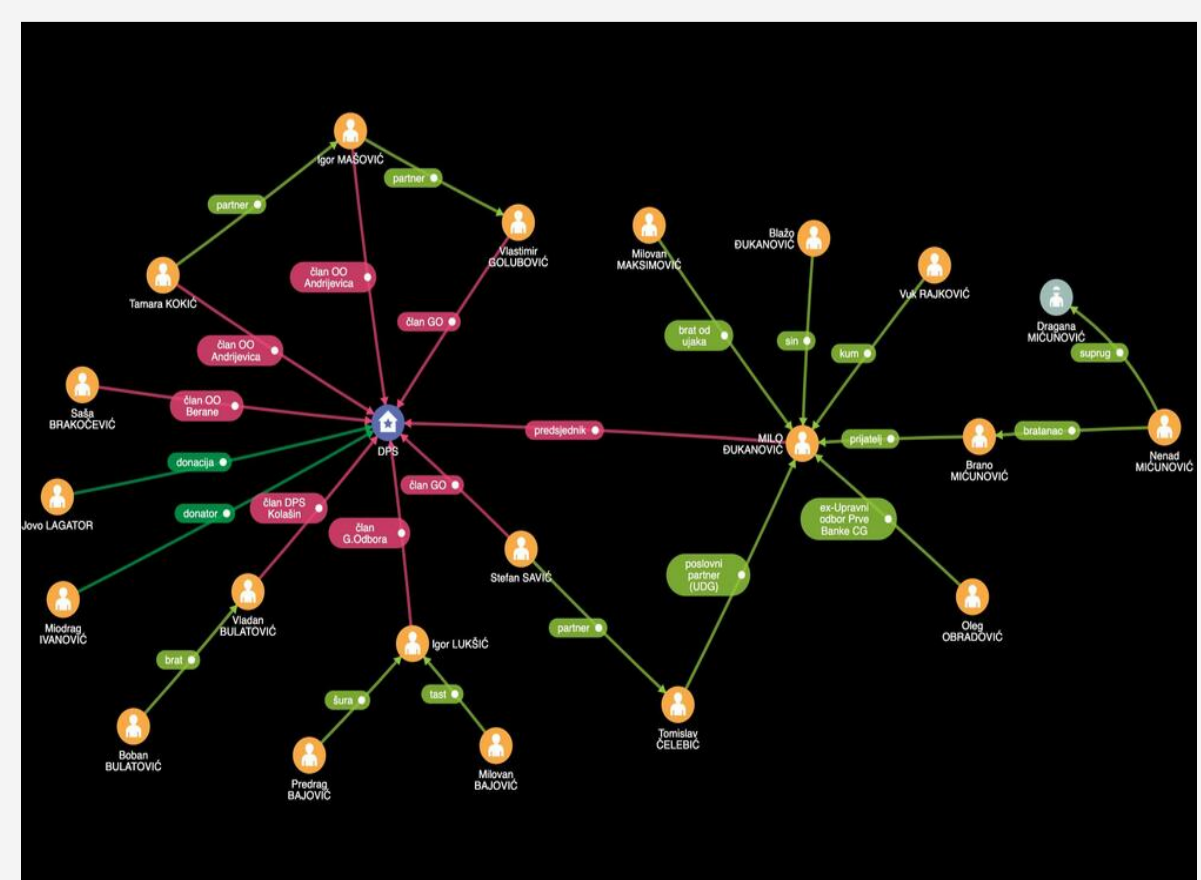 Igor MAŠOVIĆ
partner
partner
Vlastimir
GOLUBOVIĆ
Tamara KOKIĆ
član OO
Andrijevica
član GO
član OO
Andrijevica
Saša
BRAKOČEVIĆ
član OO
Berane
DPS
donacija
Jovo LAGATOR
donator
Miodrag
IVANOVIĆ
član DPS
Kolašin
Vladan
BULATOVIĆ
brat
Boban
BULATOVIĆ
član
G.Odbora
Igor LUKŠIĆ
šura
tast
Predrag
BAJOVIĆ
Milovan
BAJOVIĆ
član GO
Stefan SAVIĆ
partner
Tomislav
ČELEBIĆ
poslovni
partner
(UDG)
predsjednik
MILO
ĐUKANOVIĆ
Milovan
MAKSIMOVIĆ
brat od
ujaka
Blažo
ĐUKANOVIĆ
sin
Vuk RAJKOVIĆ
kum
Dragana
MIĆUNOVIĆ
suprug
Nenad
MIĆUNOVIĆ
bratanac
Brano
MIĆUNOVIĆ
prijatelj
ex-Upravni
odbor Prve
Banke CG
Oleg
OBRADOVIĆ